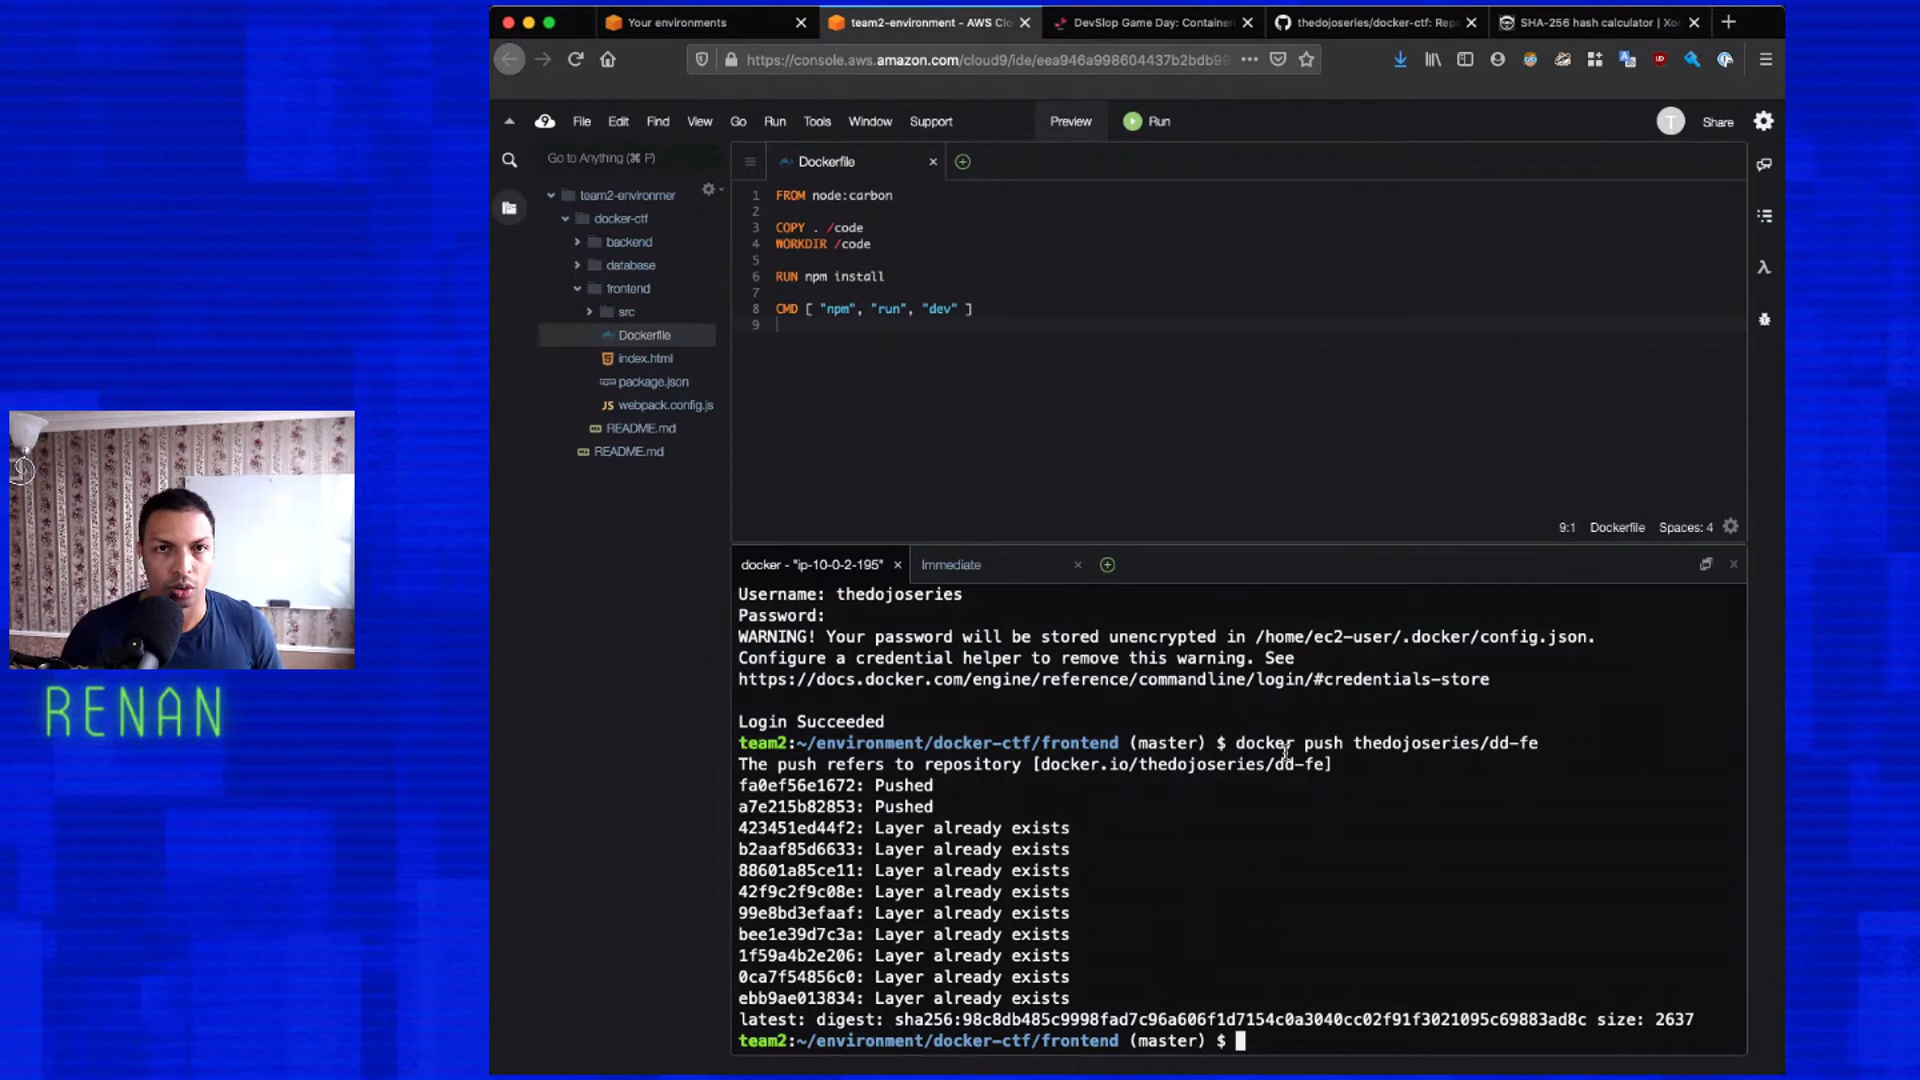 Your environments
team2-environment - AWS Clo
DevSlop Game Day: Container
thedojoseries/docker-ctf: Rep
SHA-256 hash calculator | Xo
https://console.aws.amazon.com/cloud9/ide/eea946a998604437b2bdb99
9 File Edit Find View Go Run Tools Window Support Preview Run T Share
Go to Anything (⌘ P)
Dockerfile
team2-environmer
docker-ctf
backend
database
frontend
src
Dockerfile
index.html
package.json
JS webpack.config.js
README.md
README.md
1 FROM node:carbon
2
3 COPY . /code
4 WORKDIR /code
5
6 RUN npm install
7
8 CMD [ "npm", "run", "dev" ]
9
9:1 Dockerfile Spaces: 4
docker - "ip-10-0-2-195"
Immediate
Username: thedojoseries
Password:
WARNING! Your password will be stored unencrypted in /home/ec2-user/.docker/config.json.
Configure a credential helper to remove this warning. See
https://docs.docker.com/engine/reference/commandline/login/#credentials-store
Login Succeeded
team2:~/environment/docker-ctf/frontend (master) $ docker push thedojoseries/dd-fe
The push refers to repository [docker.io/thedojoseries/dd-fe]
fa0ef56e1672: Pushed
a7e215b82853: Pushed
423451ed44f2: Layer already exists
b2aaf85d6633: Layer already exists
88601a85ce11: Layer already exists
42f9c2f9c08e: Layer already exists
99e8bd3efaaf: Layer already exists
bee1e39d7c3a: Layer already exists
1f59a4b2e206: Layer already exists
0ca7f54856c0: Layer already exists
ebb9ae013834: Layer already exists
latest: digest: sha256:98c8db485c9998fad7c96a606f1d7154c0a3040cc02f91f3021095c69883ad8c size: 2637
team2:~/environment/docker-ctf/frontend (master) $
RENAN